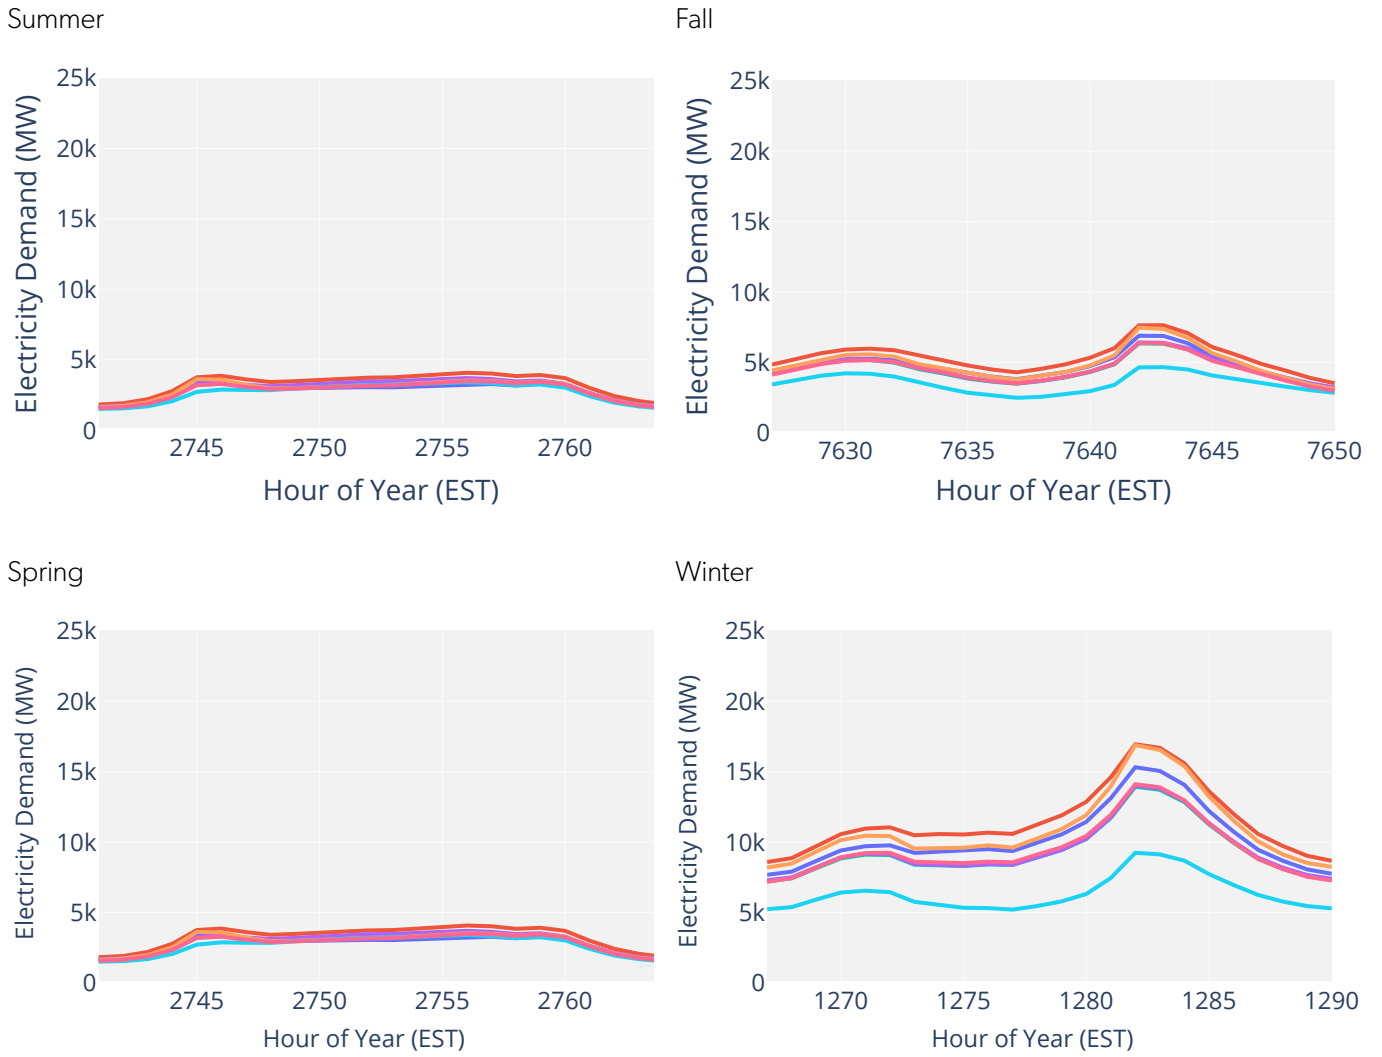 Summer
Electricity Demand (MW)
25k
20k
15k
10k
5k
0
2745 2750 2755 2760
Hour of Year (EST)
Fall
Electricity Demand (MW)
25k
20k
15k
10k
5k
0
7630 7635 7640 7645 7650
Hour of Year (EST)
Spring
Electricity Demand (MW)
25k
20k
15k
10k
5k
0
2745 2750 2755 2760
Hour of Year (EST)
Winter
Electricity Demand (MW)
25k
20k
15k
10k
5k
0
1270 1275 1280 1285 1290
Hour of Year (EST)